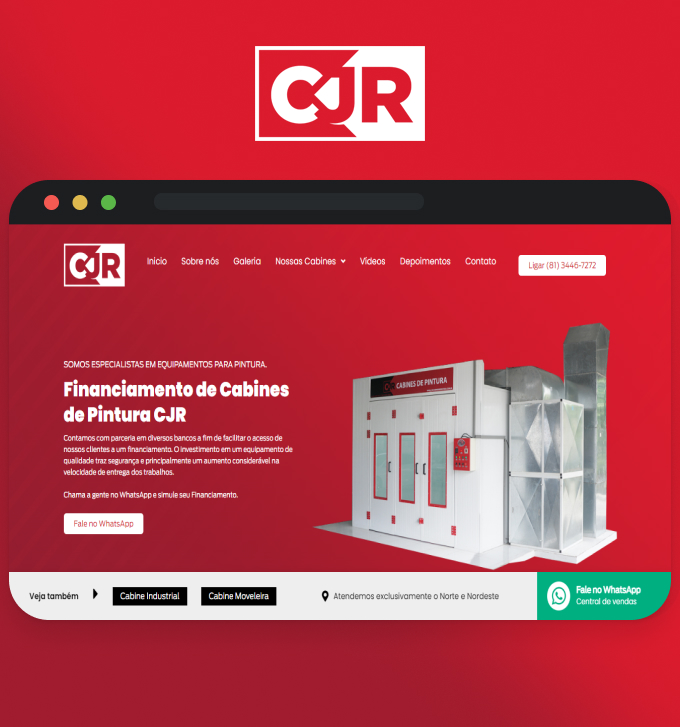 CJR
CJR
Início Sobre nós Galeria Nossas Cabines Vídeos Depoimentos Contato
Ligar (81) 3446-7272
SOMOS ESPECIALISTAS EM EQUIPAMENTOS PARA PINTURA.
Financiamento de Cabines
de Pintura CJR
Contamos com parceria em diversos bancos a fim de facilitar o acesso de
nossos clientes a um financiamento. O investimento em um equipamento de
qualidade traz segurança e principalmente um aumento considerável na
velocidade de entrega dos trabalhos.
Chama a gente no WhatsApp e simule seu Financiamento.
Fale no WhatsApp
CABINES DE PINTURA
Veja também
Cabine Industrial
Cabine Moveleira
Atendemos exclusivamente o Norte e Nordeste
Fale no WhatsApp
Central de vendas